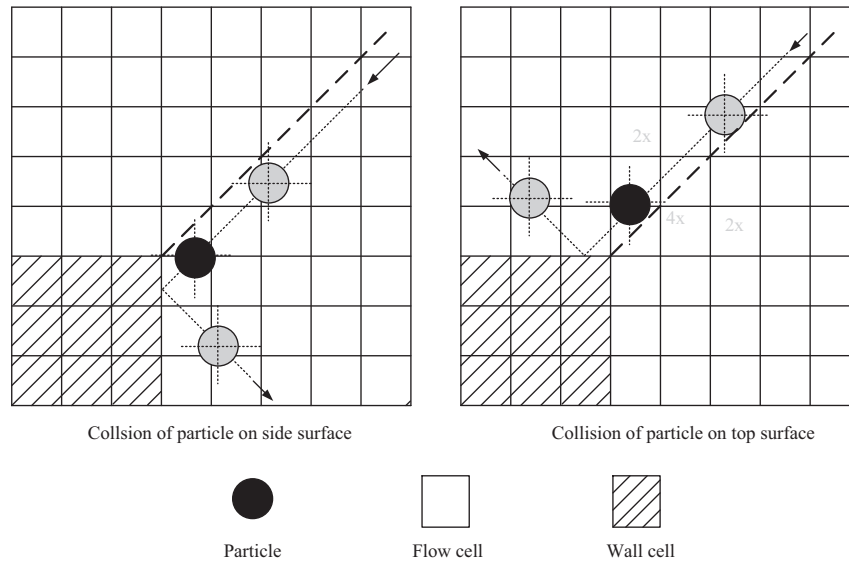 2x
4x
2x
Collsion of particle on side surface
Collision of particle on top surface
Particle
Flow cell
Wall cell